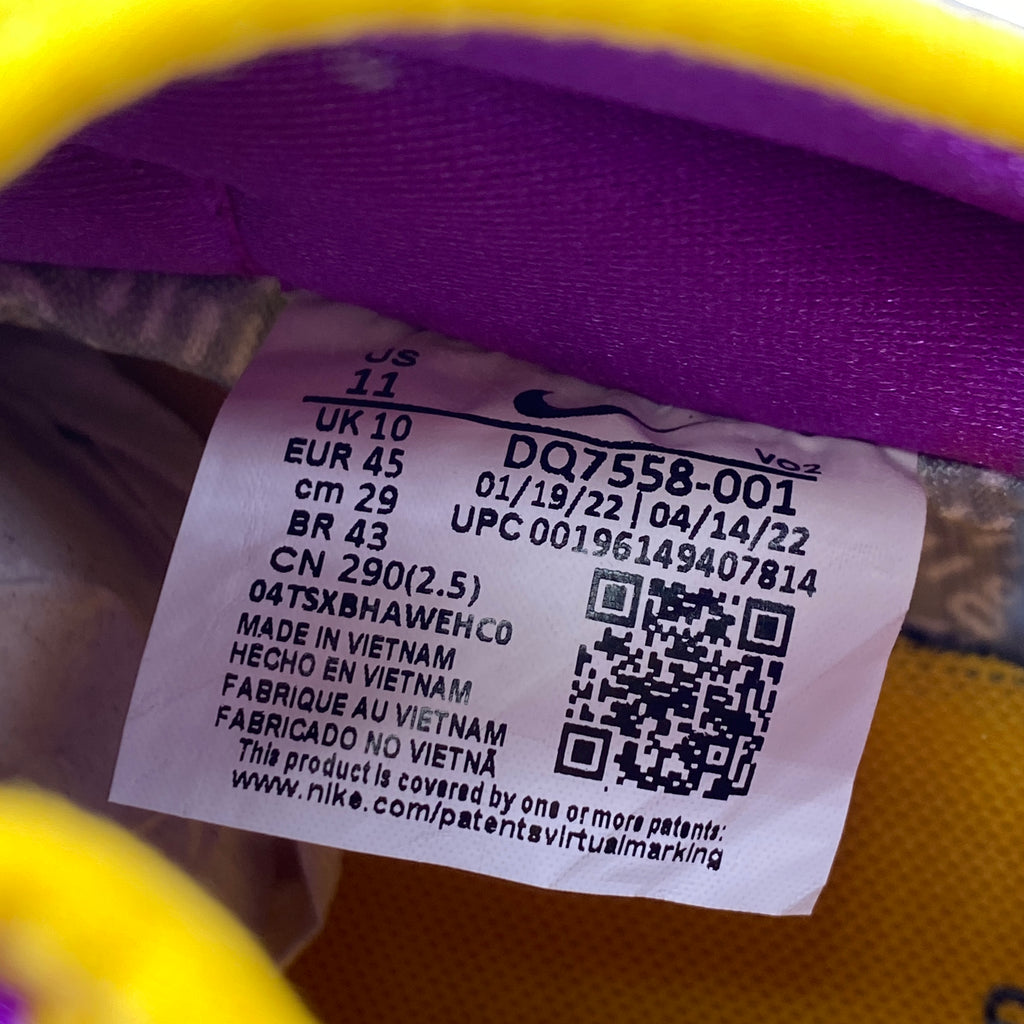 US
11
UK 10
EUR 45
cm 29
BR 43
CN 290(2.5)
04TSXBHAWEHC0
MADE IN VIETNAM
HECHO EN VIETNAM
FABRIQUE AU VIETNAM
FABRICADO NO VIETNÃ
This product is covered by one or more patents:
www.nike.com/patentsvirtualmarking
VO2
DQ7558-001
01/19/22 | 04/14/22
UPC 00196149407814